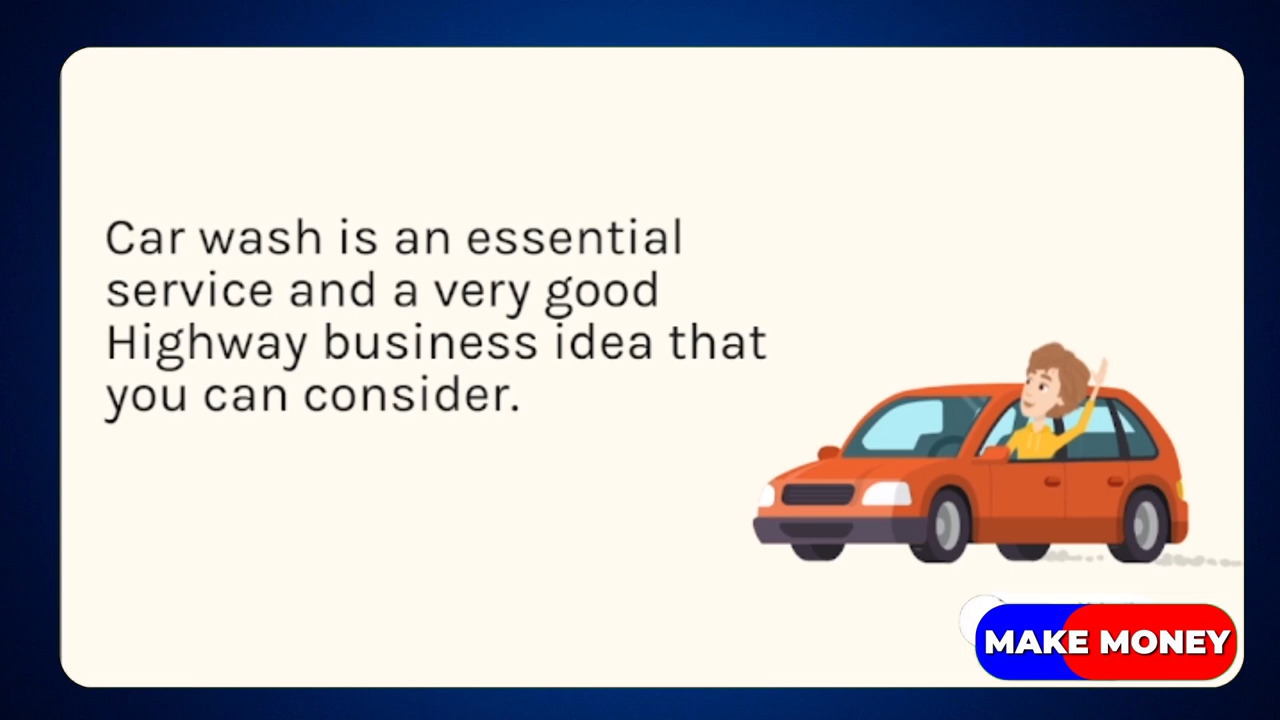 Car wash is an essential
service and a very good
Highway business idea that
you can consider.
MAKE MONEY